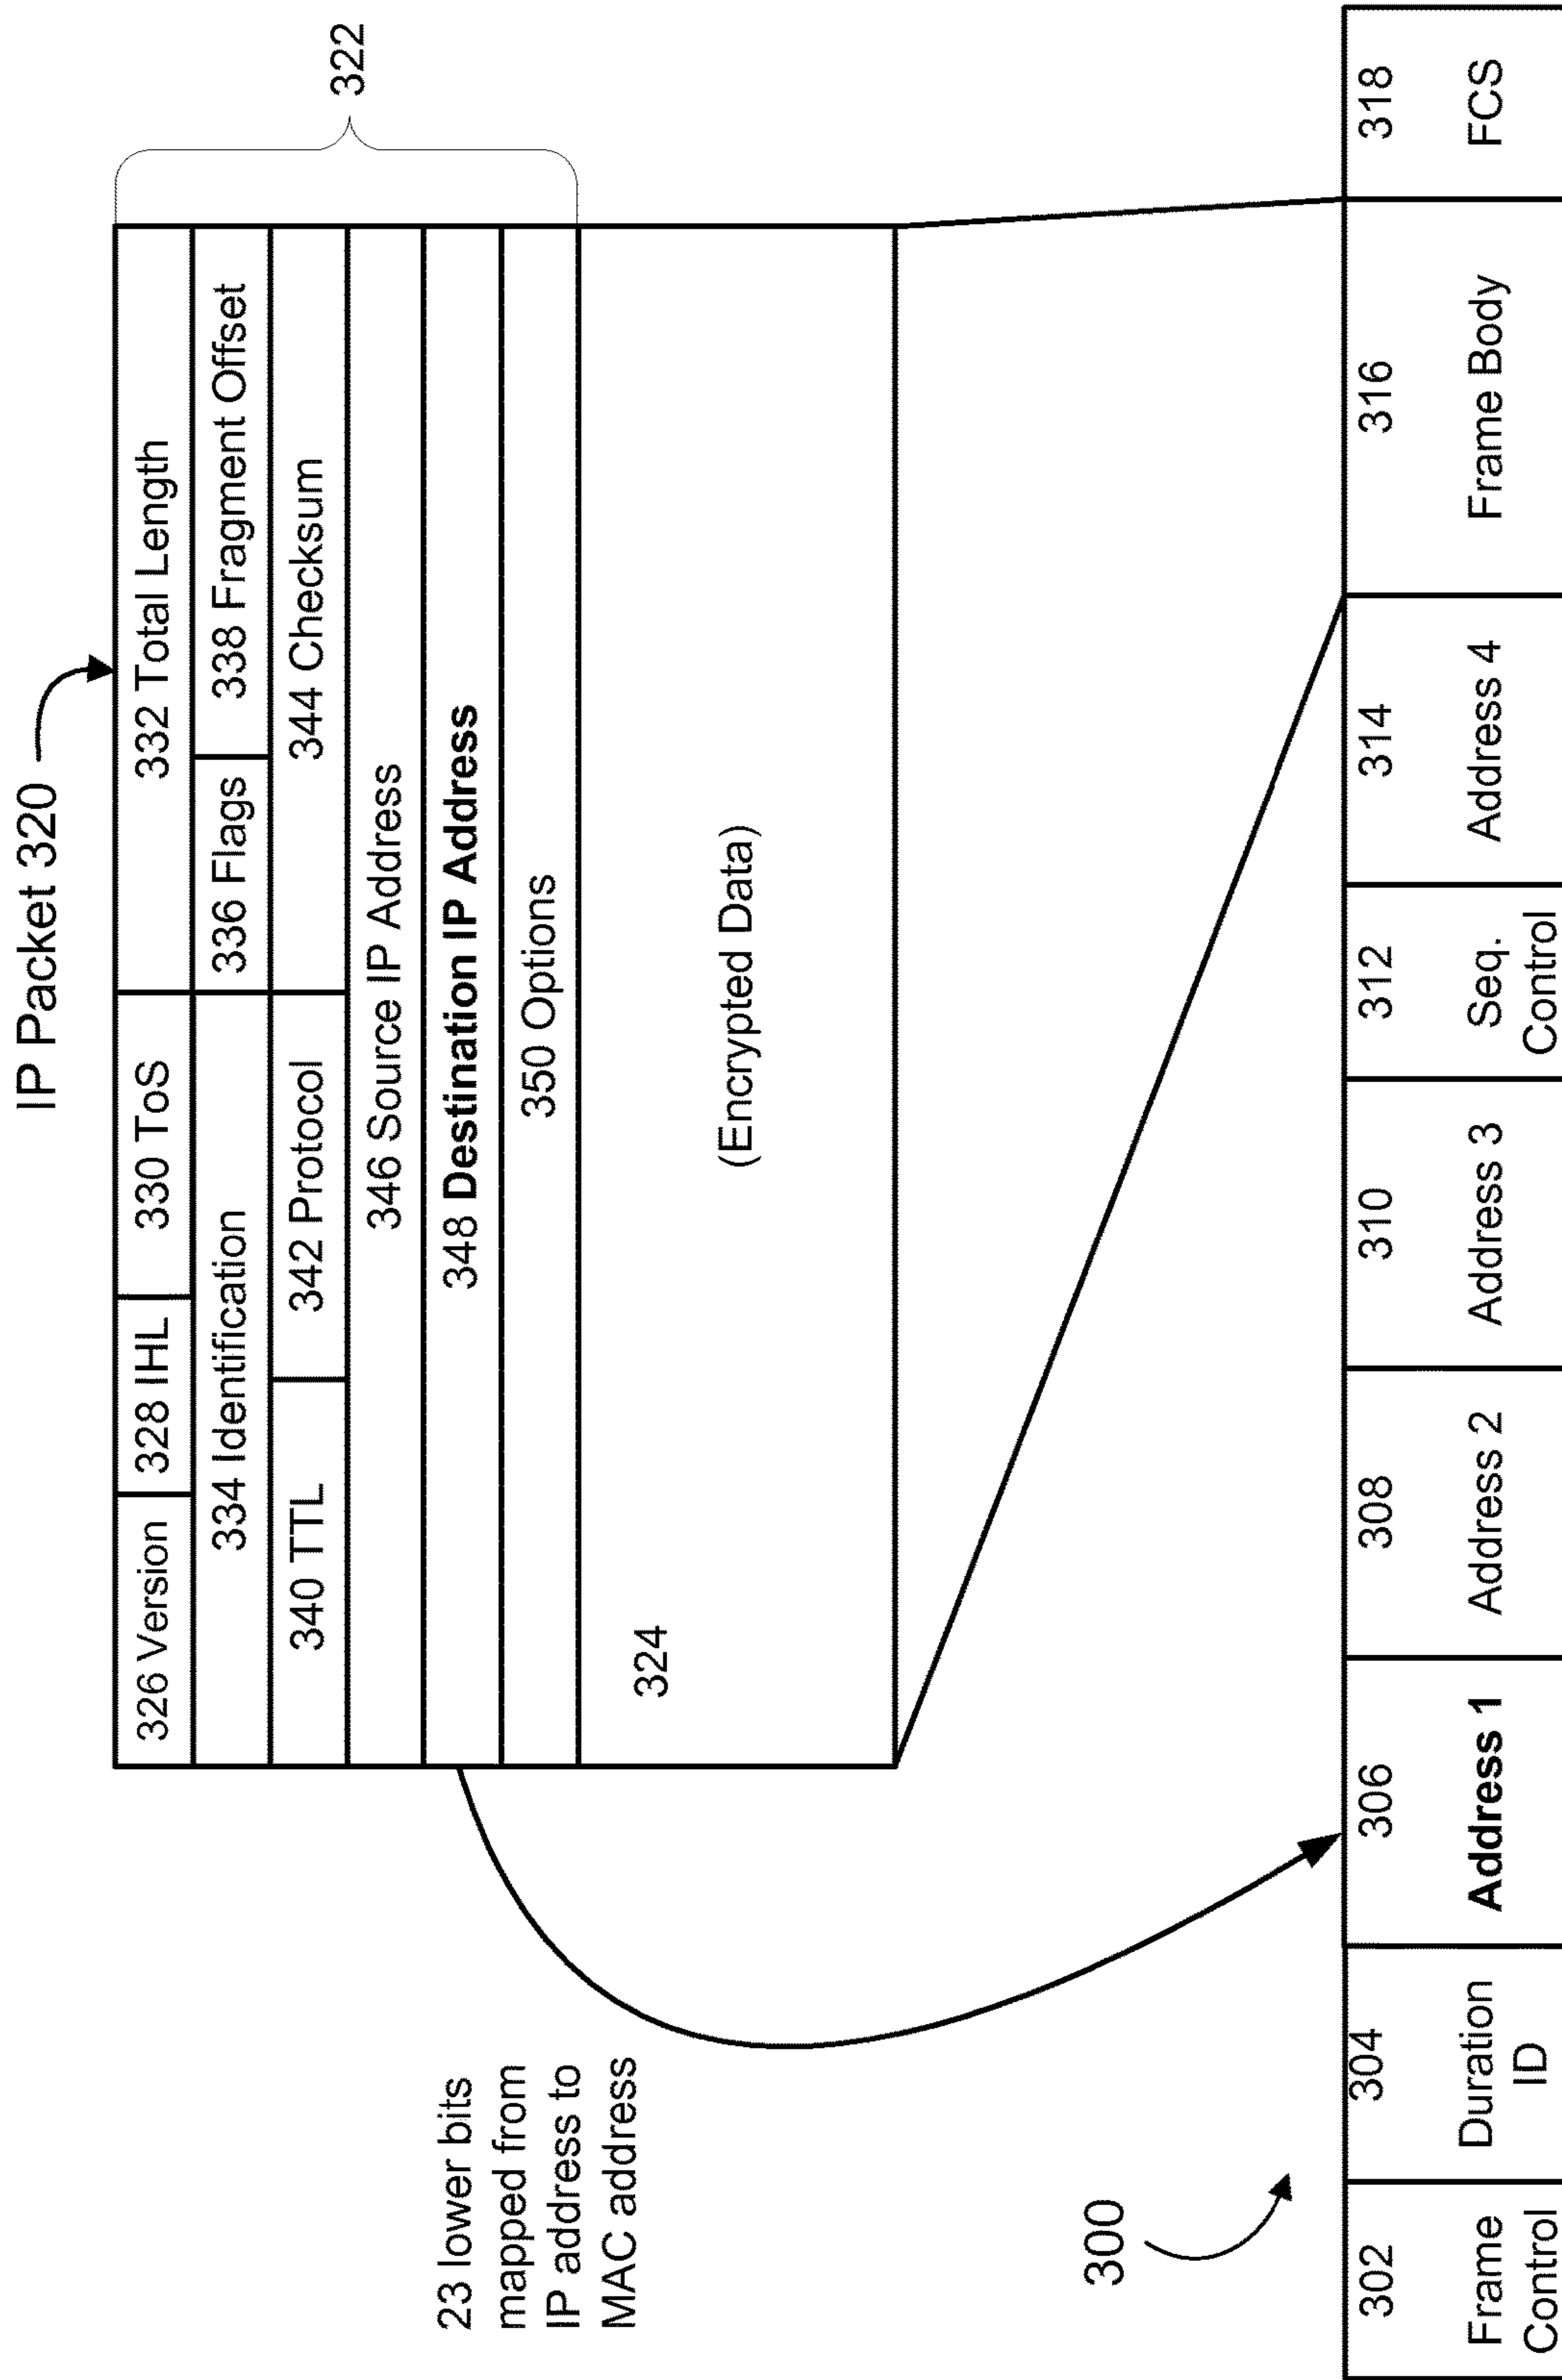 IP Packet 320
326 Version 328 IHL 330 ToS 332 Total Length
334 Identification 336 Flags 338 Fragment Offset
340 TTL 342 Protocol 344 Checksum
346 Source IP Address
348 Destination IP Address
350 Options
322
324
(Encrypted Data)
23 lower bits
mapped from
IP address to
MAC address
300
302 304 306 308 310 312 314 316 318
Frame Duration Address 1 Address 2 Address 3 Seq. Address 4 Frame Body FCS
Control ID Control